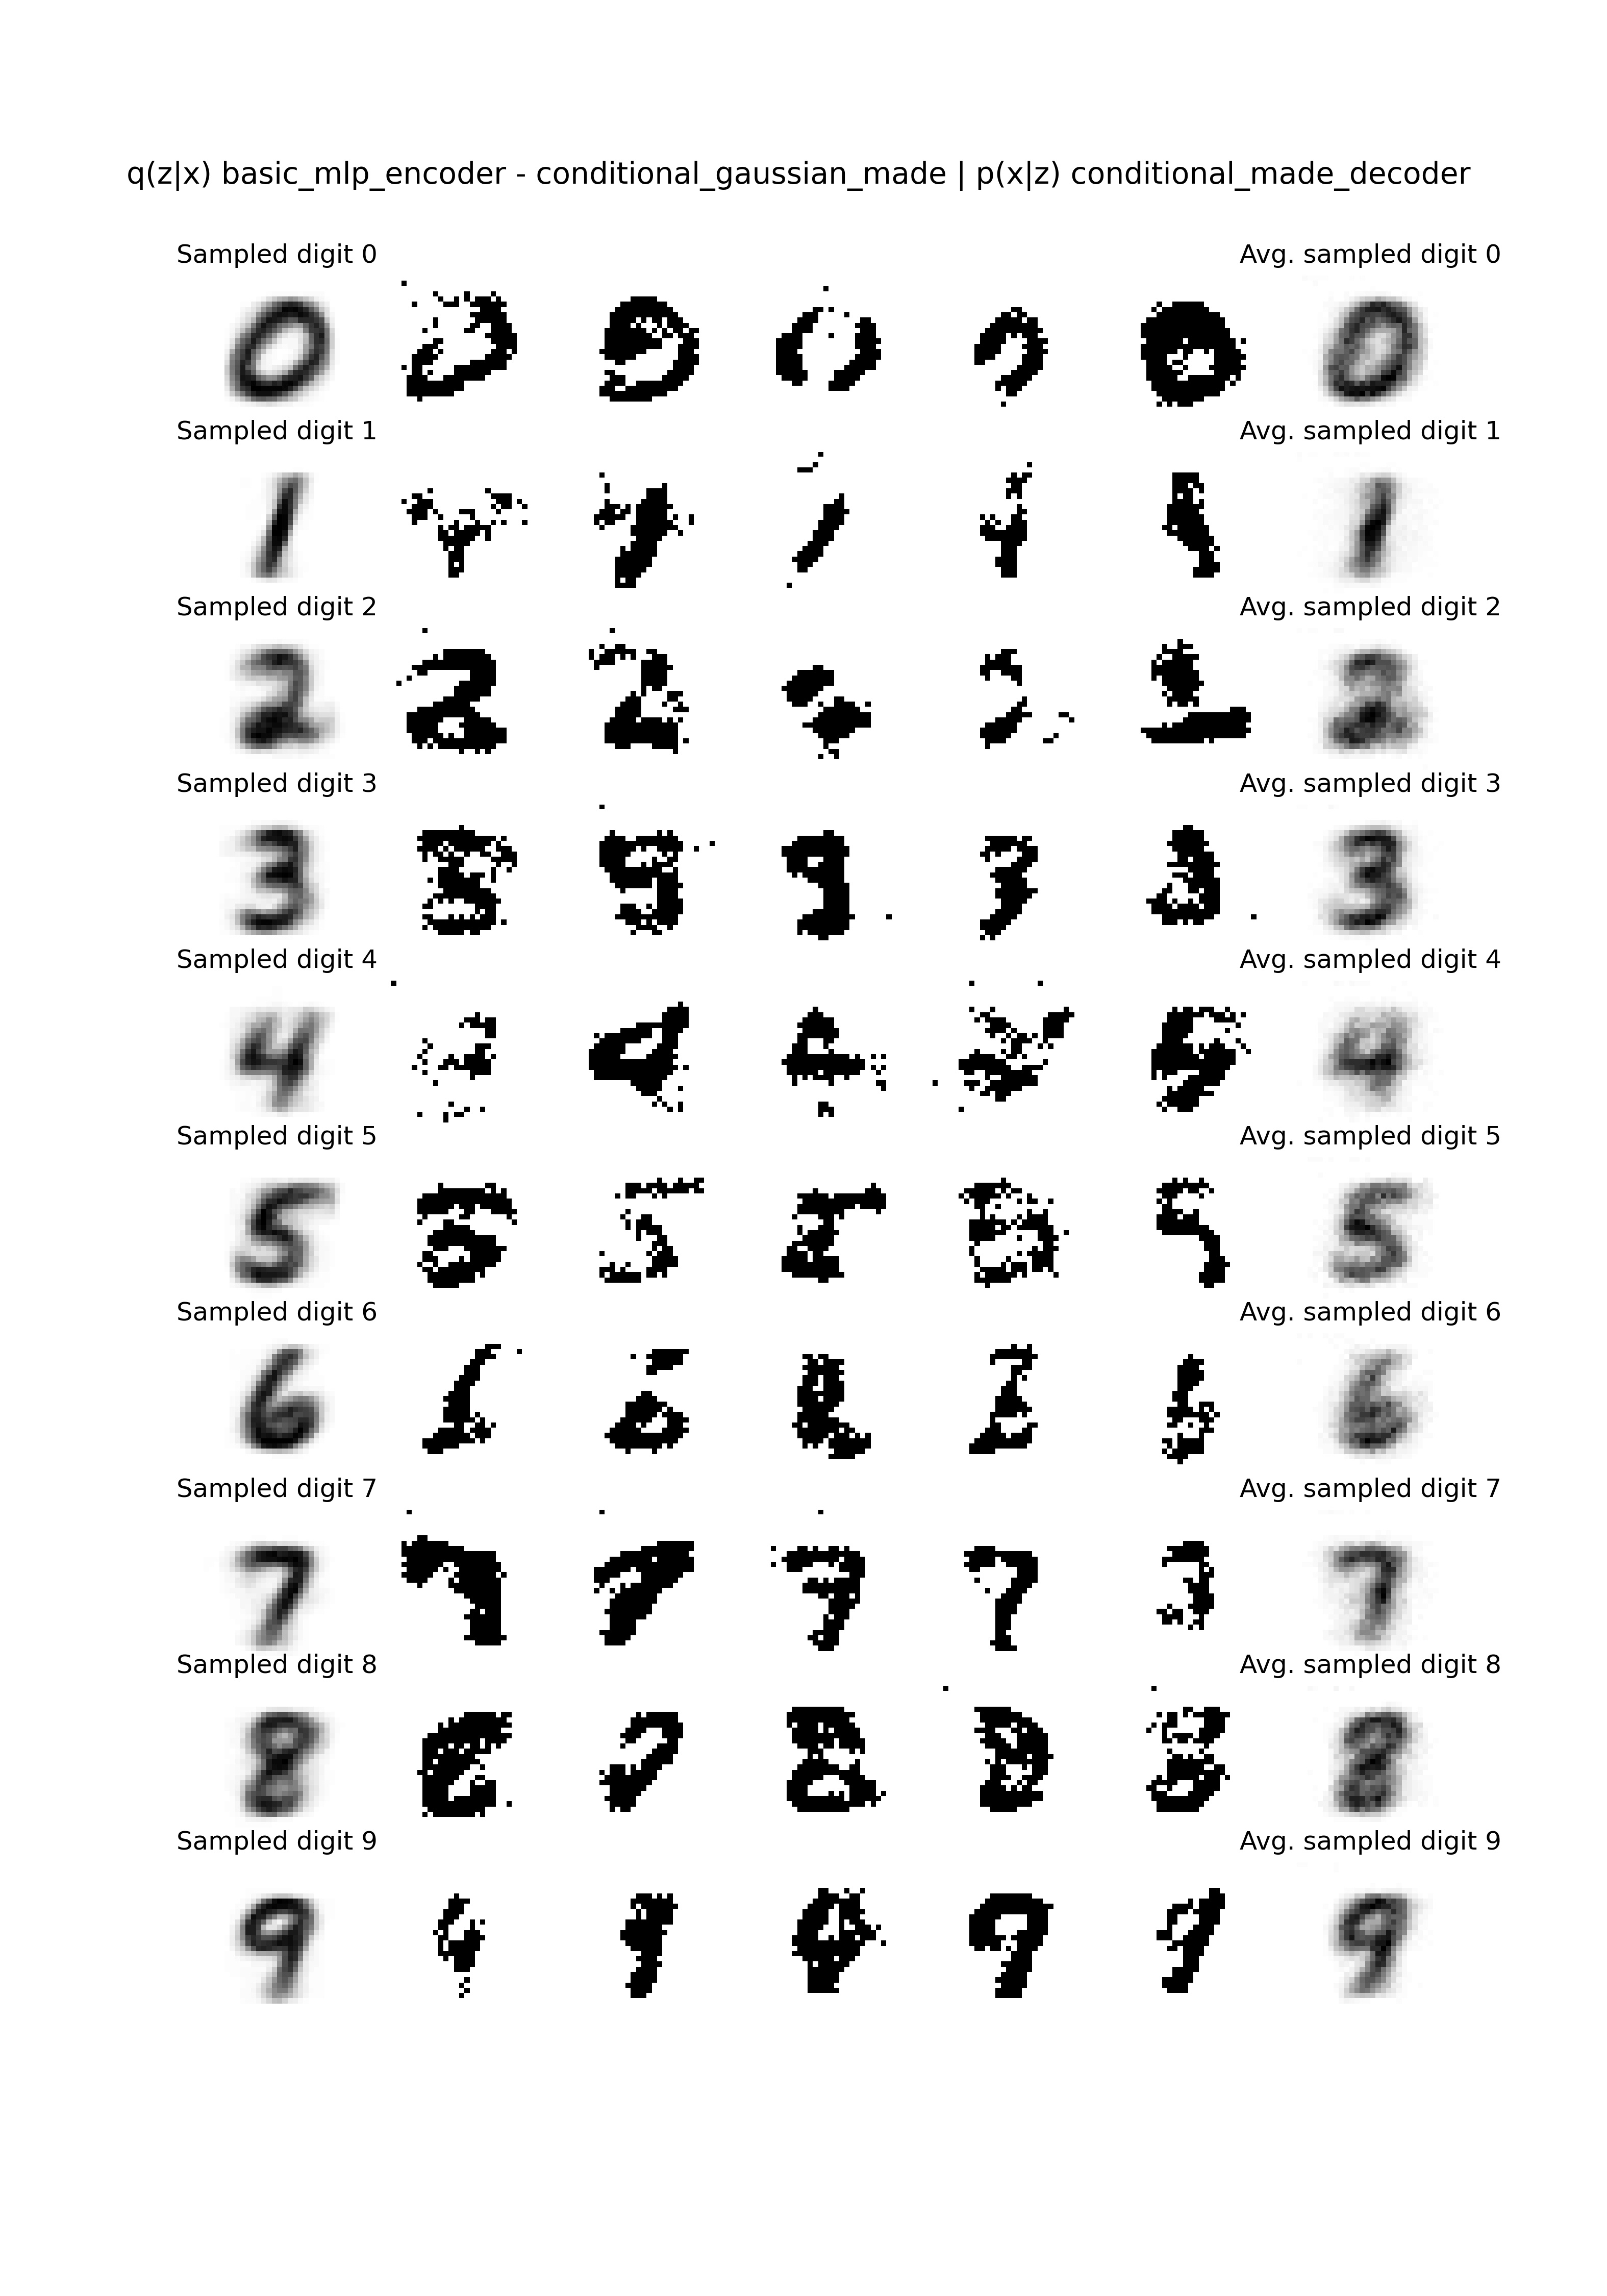 q(z|x) basic_mlp_encoder - conditional_gaussian_made | p(x|z) conditional_made_decoder
Sampled digit 0 Avg. sampled digit 0
Sampled digit 1 Avg. sampled digit 1
Sampled digit 2 Avg. sampled digit 2
Sampled digit 3 Avg. sampled digit 3
Sampled digit 4 Avg. sampled digit 4
Sampled digit 5 Avg. sampled digit 5
Sampled digit 6 Avg. sampled digit 6
Sampled digit 7 Avg. sampled digit 7
Sampled digit 8 Avg. sampled digit 8
Sampled digit 9 Avg. sampled digit 9